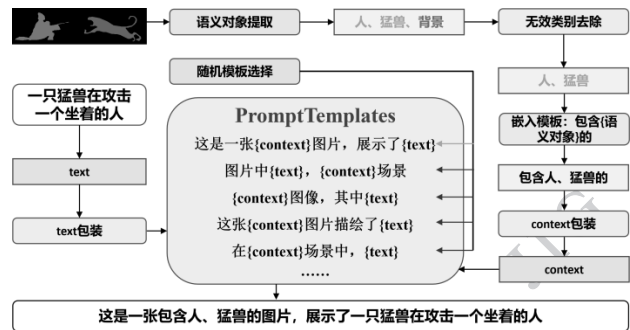 语义对象提取
人、猛兽、背景
无效类别去除
随机模板选择
人、猛兽
一只猛兽在攻击
一个坐着的人
PromptTemplates
嵌入模板：包含{语
义对象}的
这是一张{context}图片，展示了{text}
text
图片中{text}，{context}场景
包含人、猛兽的
{context}图像，其中{text}
text包装
这张{context}图片描绘了{text}
context包装
在{context}场景中，{text}
context
……
这是一张包含人、猛兽的图片，展示了一只猛兽在攻击一个坐着的人